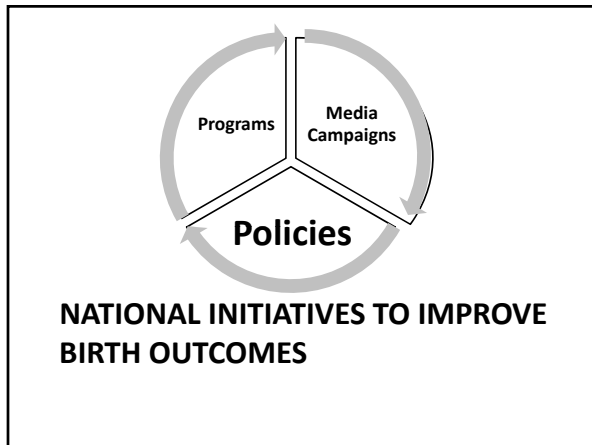 Programs
Media
Campaigns
Policies
NATIONAL INITIATIVES TO IMPROVE
BIRTH OUTCOMES